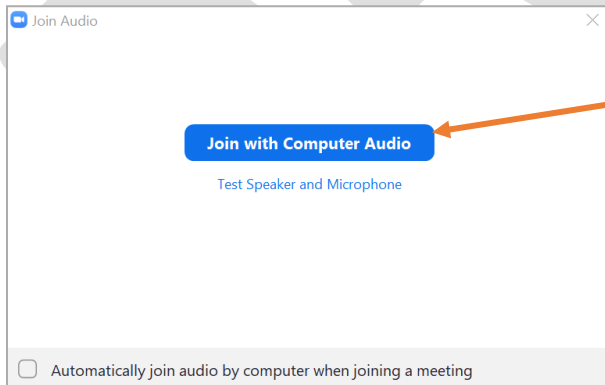 Join Audio
Join with Computer Audio
Test Speaker and Microphone
Automatically join audio by computer when joining a meeting